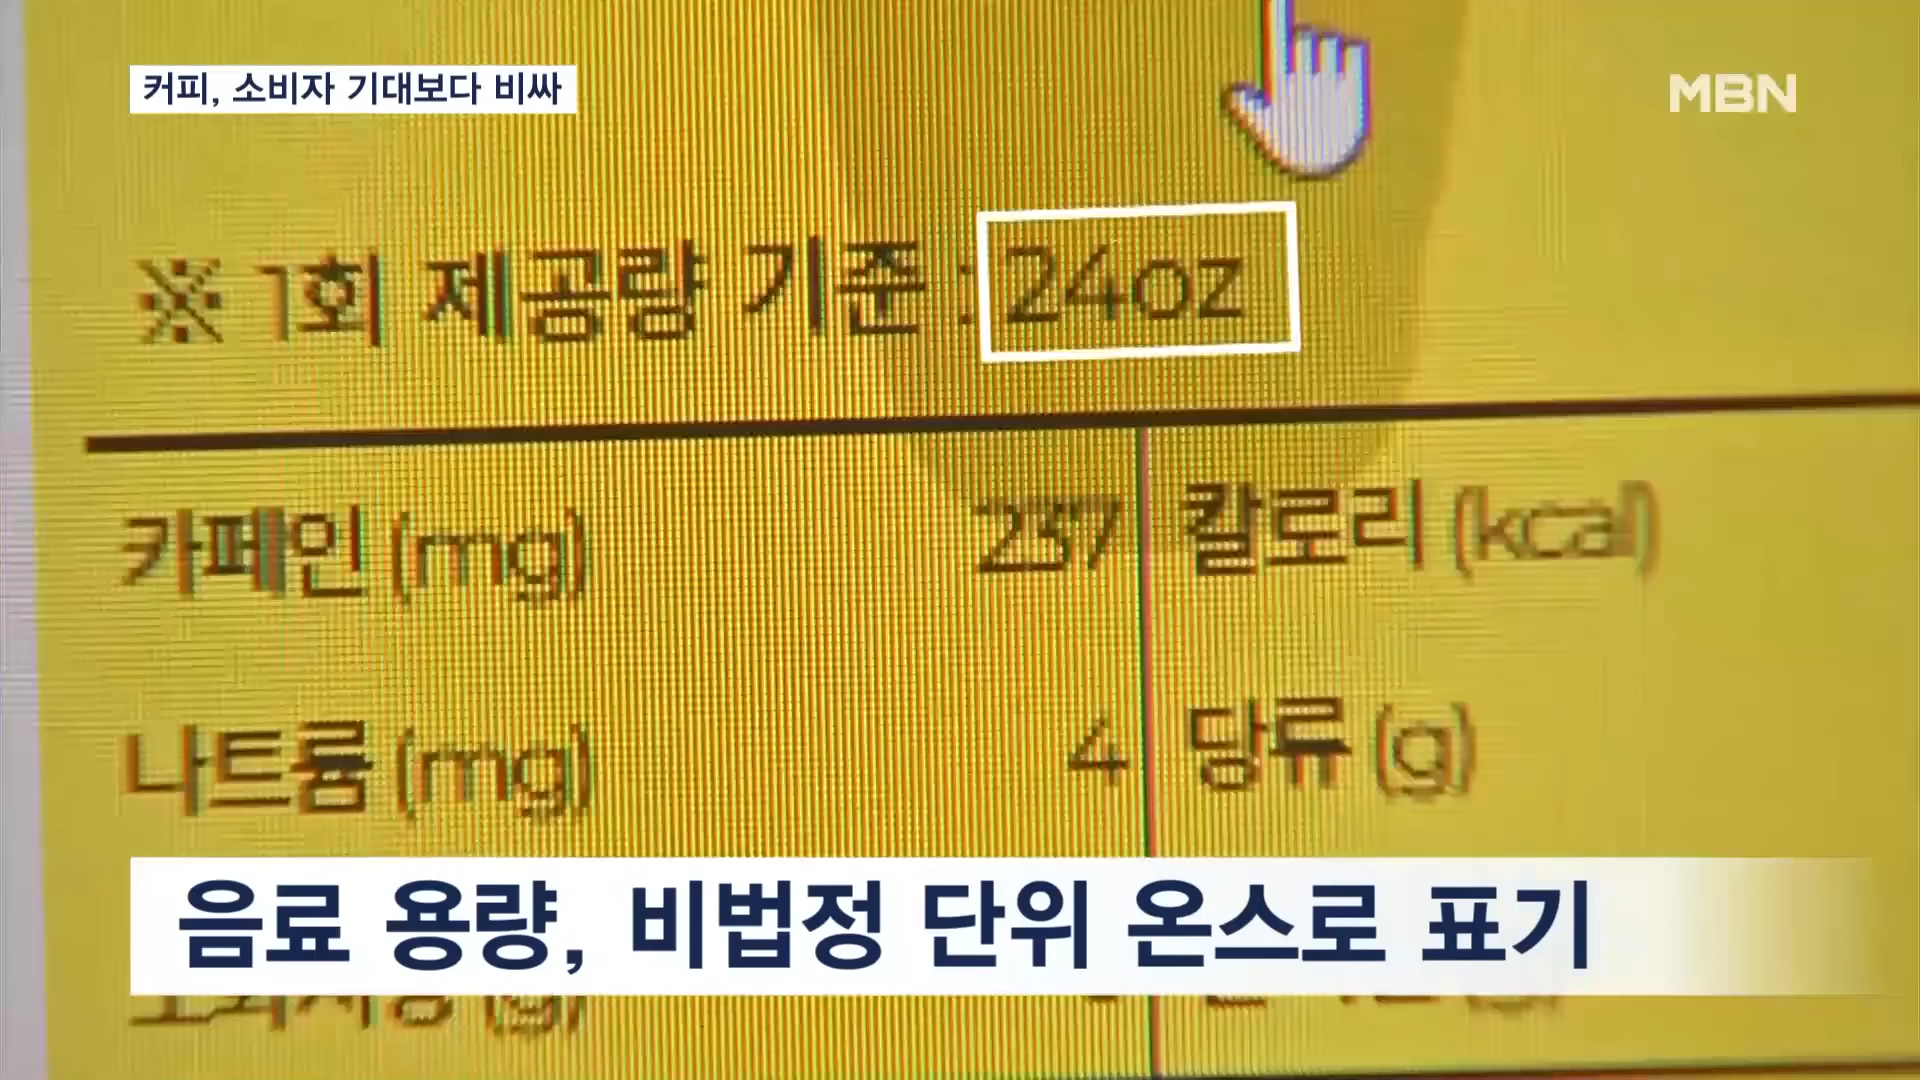 커피, 소비자 기대보다 비싸
MBN
※ 1회 제공량 기준 : 24oz
카페인 (mg) 237 칼로리 (kcal)
나트륨 (mg) 4 당류 (g)
음료 용량, 비법정 단위 온스로 표기